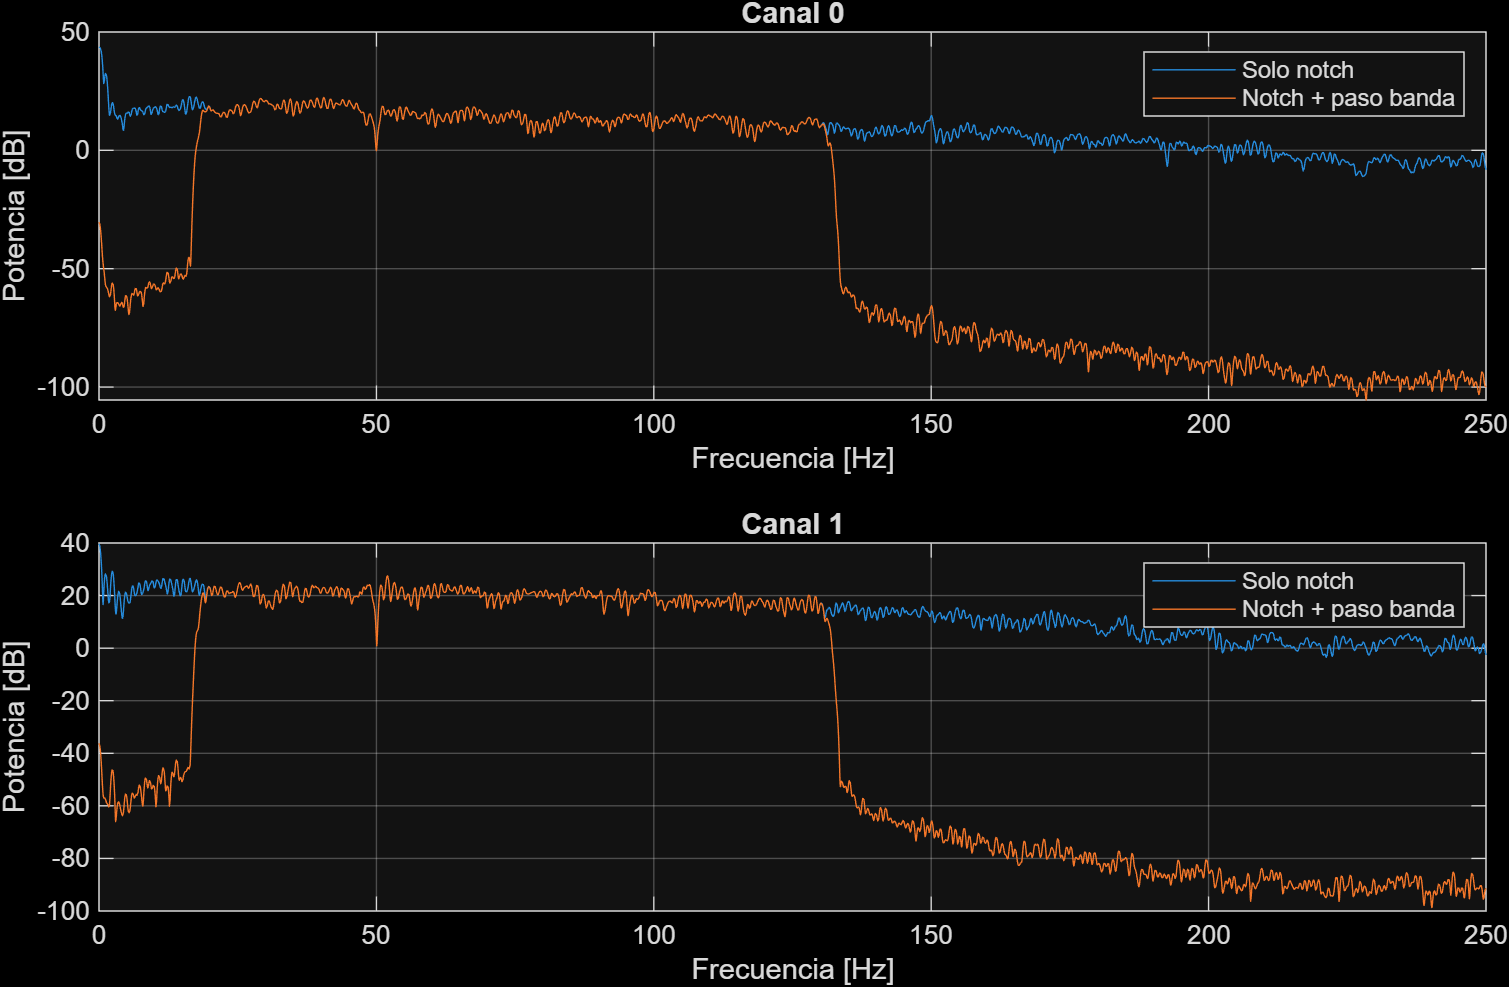 Canal 0
50
0
-50
-100
Potencia [dB]
Solo notch
Notch + paso banda
0 50 100 150 200 250
Frecuencia [Hz]
Canal 1
40
20
0
-20
-40
-60
-80
-100
Potencia [dB]
Solo notch
Notch + paso banda
0 50 100 150 200 250
Frecuencia [Hz]